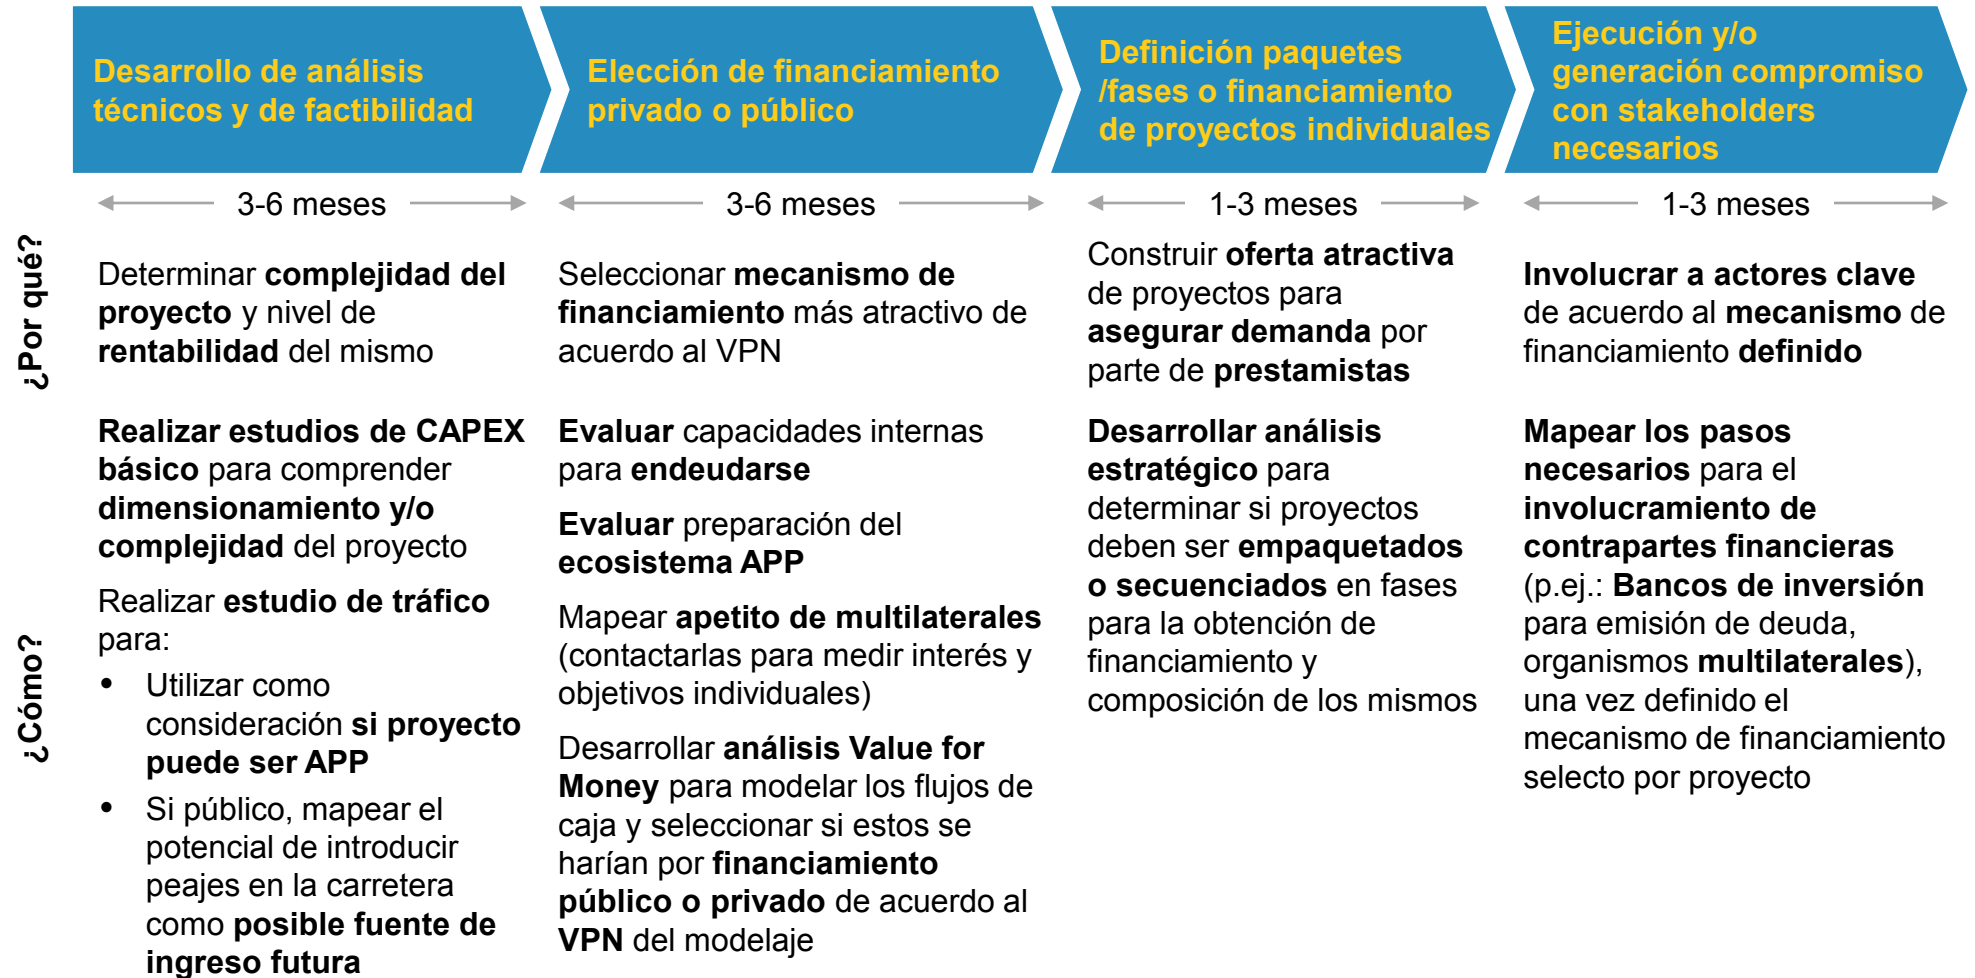 Desarrollo de análisis
técnicos y de factibilidad
Elección de financiamiento
privado o público
Definición paquetes
/fases o financiamiento
de proyectos individuales
Ejecución y/o
generación compromiso
con stakeholders
necesarios
3-6 meses
3-6 meses
1-3 meses
1-3 meses
¿Por qué?
Determinar complejidad del
proyecto y nivel de
rentabilidad del mismo
Seleccionar mecanismo de
financiamiento más atractivo de
acuerdo al VPN
Construir oferta atractiva
de proyectos para
asegurar demanda por
parte de prestamistas
Involucrar a actores clave
de acuerdo al mecanismo de
financiamiento definido
¿Cómo?
Realizar estudios de CAPEX
básico para comprender
dimensionamiento y/o
complejidad del proyecto
Realizar estudio de tráfico
para:
• Utilizar como
consideración si proyecto
puede ser APP
• Si público, mapear el
potencial de introducir
peajes en la carretera
como posible fuente de
ingreso futura
Evaluar capacidades internas
para endeudarse
Evaluar preparación del
ecosistema APP
Mapear apetito de multilaterales
(contactarlas para medir interés y
objetivos individuales)
Desarrollar análisis Value for
Money para modelar los flujos de
caja y seleccionar si estos se
harían por financiamiento
público o privado de acuerdo al
VPN del modelaje
Desarrollar análisis
estratégico para
determinar si proyectos
deben ser empaquetados
o secuenciados en fases
para la obtención de
financiamiento y
composición de los mismos
Mapear los pasos
necesarios para el
involucramiento de
contrapartes financieras
(p.ej.: Bancos de inversión
para emisión de deuda,
organismos multilaterales),
una vez definido el
mecanismo de financiamiento
selecto por proyecto